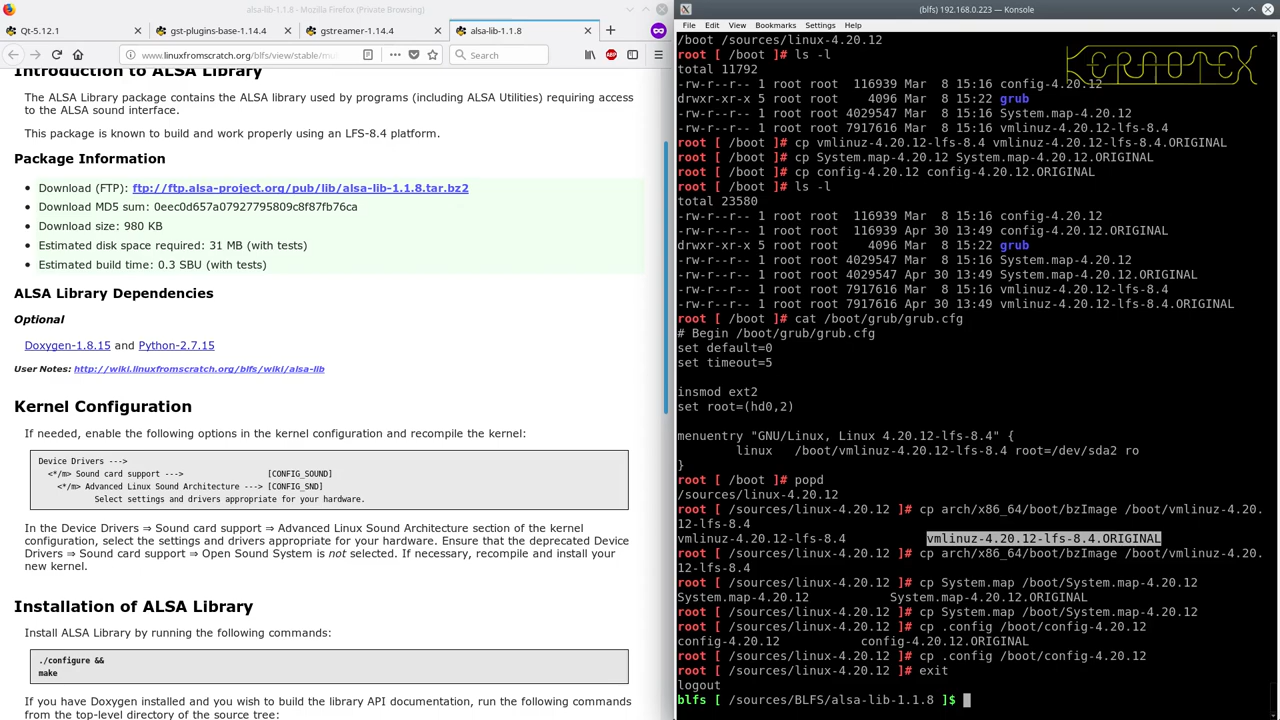 alsa-lib-1.1.8 - Mozilla Firefox (Private Browsing)
Qt-5.12.1
gst-plugins-base-1.14.4
gstreamer-1.14.4
alsa-lib-1.1.8
www.linuxfromscratch.org/blfs/view/stable/mu
Search
Introduction to ALSA Library
The ALSA Library package contains the ALSA library used by programs (including ALSA Utilities) requiring access
to the ALSA sound interface.
This package is known to build and work properly using an LFS-8.4 platform.
Package Information
Download (FTP): ftp://ftp.alsa-project.org/pub/lib/alsa-lib-1.1.8.tar.bz2
Download MD5 sum: 0eec0d657a07927795809c8f87fb76ca
Download size: 980 KB
Estimated disk space required: 31 MB (with tests)
Estimated build time: 0.3 SBU (with tests)
ALSA Library Dependencies
Optional
Doxygen-1.8.15 and Python-2.7.15
User Notes: http://wiki.linuxfromscratch.org/blfs/wiki/alsa-lib
Kernel Configuration
If needed, enable the following options in the kernel configuration and recompile the kernel:
Device Drivers --->
<*/m> Sound card support ---> [CONFIG_SOUND]
<*/m> Advanced Linux Sound Architecture ---> [CONFIG_SND]
Select settings and drivers appropriate for your hardware.
In the Device Drivers ⇒ Sound card support ⇒ Advanced Linux Sound Architecture section of the kernel
configuration, select the settings and drivers appropriate for your hardware. Ensure that the deprecated Device
Drivers ⇒ Sound card support ⇒ Open Sound System is not selected. If necessary, recompile and install your
new kernel.
Installation of ALSA Library
Install ALSA Library by running the following commands:
./configure &&
make
If you have Doxygen installed and you wish to build the library API documentation, run the following commands
from the top-level directory of the source tree:
(blfs) 192.168.0.223 — Konsole
File Edit View Bookmarks Settings Help
KERNOTEX
/boot /sources/linux-4.20.12
root [ /boot ]# ls -l
total 11792
-rw-r--r-- 1 root root 116939 Mar 8 15:16 config-4.20.12
drwxr-xr-x 5 root root 4096 Mar 8 15:22 grub
-rw-r--r-- 1 root root 4029547 Mar 8 15:16 System.map-4.20.12
-rw-r--r-- 1 root root 7917616 Mar 8 15:16 vmlinuz-4.20.12-lfs-8.4
root [ /boot ]# cp vmlinuz-4.20.12-lfs-8.4 vmlinuz-4.20.12-lfs-8.4.ORIGINAL
root [ /boot ]# cp System.map-4.20.12 System.map-4.20.12.ORIGINAL
root [ /boot ]# cp config-4.20.12 config-4.20.12.ORIGINAL
root [ /boot ]# ls -l
total 23580
-rw-r--r-- 1 root root 116939 Mar 8 15:16 config-4.20.12
-rw-r--r-- 1 root root 116939 Apr 30 13:49 config-4.20.12.ORIGINAL
drwxr-xr-x 5 root root 4096 Mar 8 15:22 grub
-rw-r--r-- 1 root root 4029547 Mar 8 15:16 System.map-4.20.12
-rw-r--r-- 1 root root 4029547 Apr 30 13:49 System.map-4.20.12.ORIGINAL
-rw-r--r-- 1 root root 7917616 Mar 8 15:16 vmlinuz-4.20.12-lfs-8.4
-rw-r--r-- 1 root root 7917616 Apr 30 13:49 vmlinuz-4.20.12-lfs-8.4.ORIGINAL
root [ /boot ]# cat /boot/grub/grub.cfg
# Begin /boot/grub/grub.cfg
set default=0
set timeout=5
insmod ext2
set root=(hd0,2)
menuentry "GNU/Linux, Linux 4.20.12-lfs-8.4" {
linux /boot/vmlinuz-4.20.12-lfs-8.4 root=/dev/sda2 ro
}
root [ /boot ]# popd
/sources/linux-4.20.12
root [ /sources/linux-4.20.12 ]# cp arch/x86_64/boot/bzImage /boot/vmlinuz-4.20.
12-lfs-8.4
vmlinuz-4.20.12-lfs-8.4 vmlinuz-4.20.12-lfs-8.4.ORIGINAL
root [ /sources/linux-4.20.12 ]# cp arch/x86_64/boot/bzImage /boot/vmlinuz-4.20.
12-lfs-8.4
root [ /sources/linux-4.20.12 ]# cp System.map /boot/System.map-4.20.12
System.map-4.20.12 System.map-4.20.12.ORIGINAL
root [ /sources/linux-4.20.12 ]# cp System.map /boot/System.map-4.20.12
root [ /sources/linux-4.20.12 ]# cp .config /boot/config-4.20.12
config-4.20.12 config-4.20.12.ORIGINAL
root [ /sources/linux-4.20.12 ]# cp .config /boot/config-4.20.12
root [ /sources/linux-4.20.12 ]# exit
logout
blfs [ /sources/BLFS/alsa-lib-1.1.8 ]$